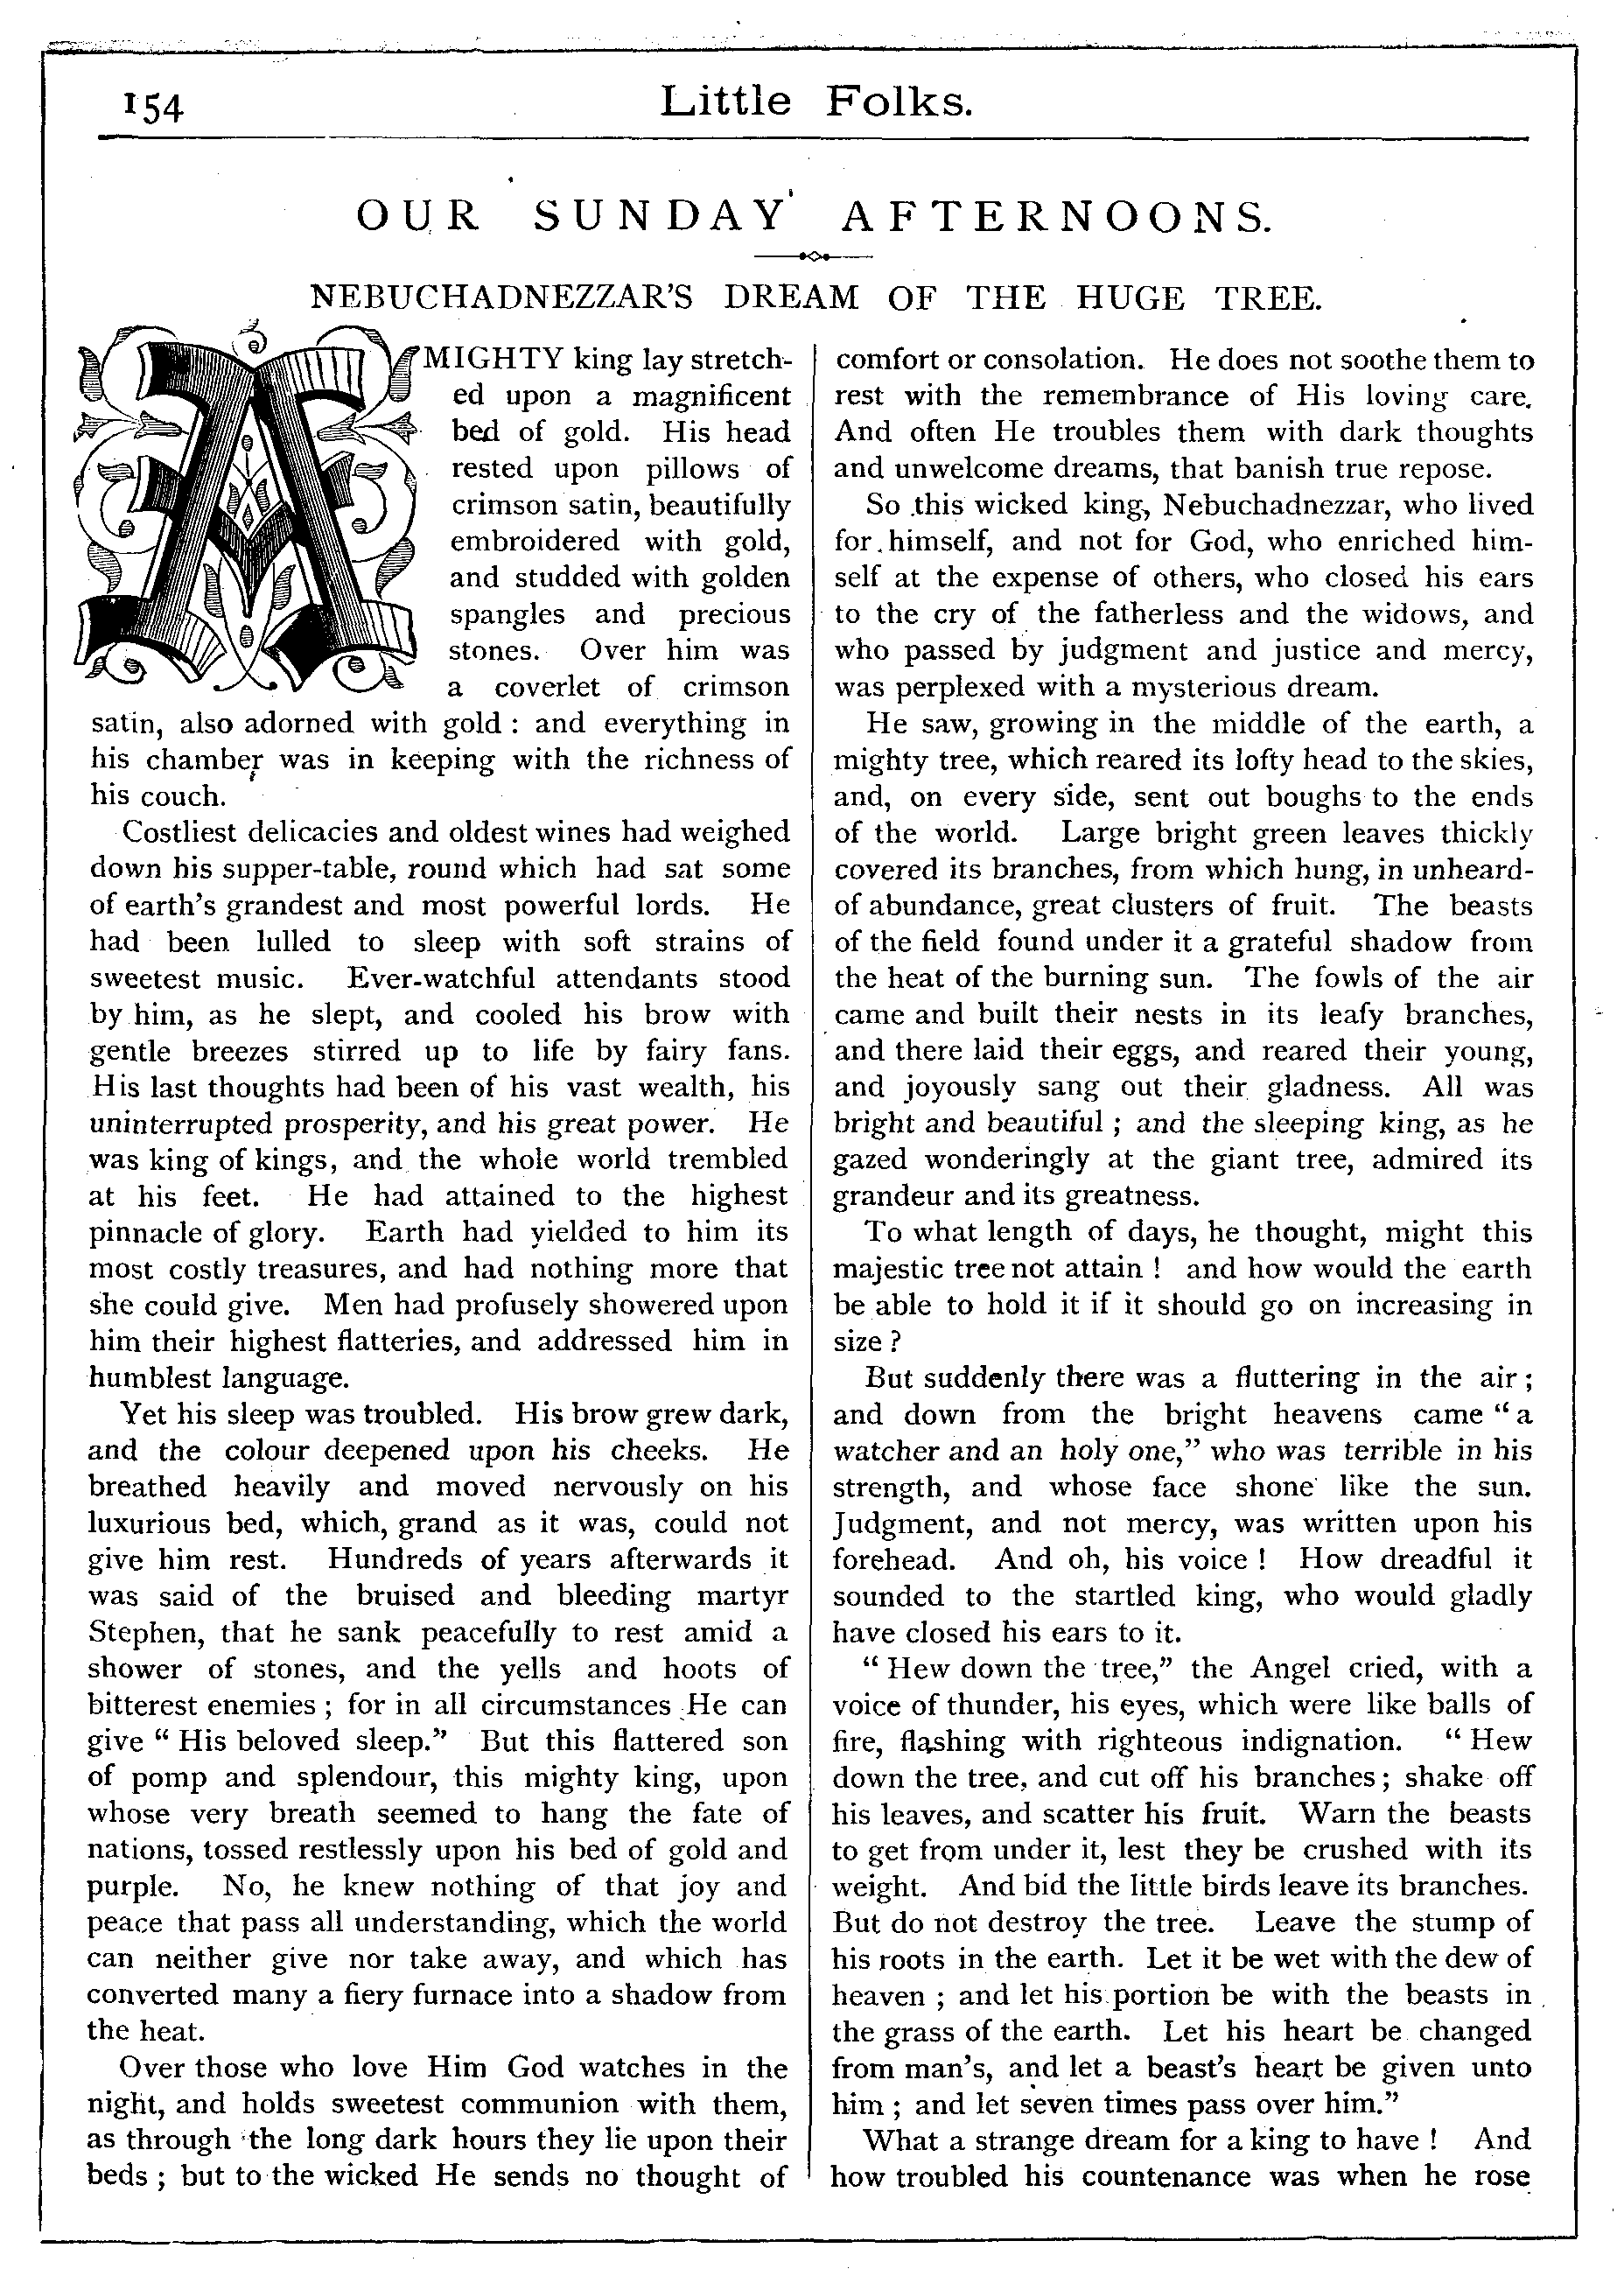 154 Little Folks.
OUR SUNDAY AFTERNOONS.
NEBUCHADNEZZAR'S DREAM OF THE HUGE TREE.
A MIGHTY king lay stretch-
ed upon a magnificent
bed of gold. His head
rested upon pillows of
crimson satin, beautifully
embroidered with gold,
and studded with golden
spangles and precious
stones. Over him was
a coverlet of crimson
satin, also adorned with gold : and everything in
his chamber was in keeping with the richness of
his couch.
Costliest delicacies and oldest wines had weighed
down his supper-table, round which had sat some
of earth's grandest and most powerful lords. He
had been lulled to sleep with soft strains of
sweetest music. Ever-watchful attendants stood
by him, as he slept, and cooled his brow with
gentle breezes stirred up to life by fairy fans.
His last thoughts had been of his vast wealth, his
uninterrupted prosperity, and his great power. He
was king of kings, and the whole world trembled
at his feet. He had attained to the highest
pinnacle of glory. Earth had yielded to him its
most costly treasures, and had nothing more that
she could give. Men had profusely showered upon
him their highest flatteries, and addressed him in
humblest language.
Yet his sleep was troubled. His brow grew dark,
and the colour deepened upon his cheeks. He
breathed heavily and moved nervously on his
luxurious bed, which, grand as it was, could not
give him rest. Hundreds of years afterwards it
was said of the bruised and bleeding martyr
Stephen, that he sank peacefully to rest amid a
shower of stones, and the yells and hoots of
bitterest enemies ; for in all circumstances He can
give " His beloved sleep." But this flattered son
of pomp and splendour, this mighty king, upon
whose very breath seemed to hang the fate of
nations, tossed restlessly upon his bed of gold and
purple. No, he knew nothing of that joy and
peace that pass all understanding, which the world
can neither give nor take away, and which has
converted many a fiery furnace into a shadow from
the heat.
Over those who love Him God watches in the
night, and holds sweetest communion with them,
as through the long dark hours they lie upon their
beds ; but to the wicked He sends no thought of
comfort or consolation. He does not soothe them to
rest with the remembrance of His loving care.
And often He troubles them with dark thoughts
and unwelcome dreams, that banish true repose.
So this wicked king, Nebuchadnezzar, who lived
for himself, and not for God, who enriched him-
self at the expense of others, who closed his ears
to the cry of the fatherless and the widows, and
who passed by judgment and justice and mercy,
was perplexed with a mysterious dream.
He saw, growing in the middle of the earth, a
mighty tree, which reared its lofty head to the skies,
and, on every side, sent out boughs to the ends
of the world. Large bright green leaves thickly
covered its branches, from which hung, in unheard-
of abundance, great clusters of fruit. The beasts
of the field found under it a grateful shadow from
the heat of the burning sun. The fowls of the air
came and built their nests in its leafy branches,
and there laid their eggs, and reared their young,
and joyously sang out their gladness. All was
bright and beautiful ; and the sleeping king, as he
gazed wonderingly at the giant tree, admired its
grandeur and its greatness.
To what length of days, he thought, might this
majestic tree not attain ! and how would the earth
be able to hold it if it should go on increasing in
size ?
But suddenly there was a fluttering in the air ;
and down from the bright heavens came " a
watcher and an holy one," who was terrible in his
strength, and whose face shone like the sun.
Judgment, and not mercy, was written upon his
forehead. And oh, his voice ! How dreadful it
sounded to the startled king, who would gladly
have closed his ears to it.
" Hew down the tree," the Angel cried, with a
voice of thunder, his eyes, which were like balls of
fire, flashing with righteous indignation. " Hew
down the tree, and cut off his branches ; shake off
his leaves, and scatter his fruit. Warn the beasts
to get from under it, lest they be crushed with its
weight. And bid the little birds leave its branches.
But do not destroy the tree. Leave the stump of
his roots in the earth. Let it be wet with the dew of
heaven ; and let his portion be with the beasts in
the grass of the earth. Let his heart be changed
from man's, and let a beast's heart be given unto
him ; and let seven times pass over him."
What a strange dream for a king to have ! And
how troubled his countenance was when he rose